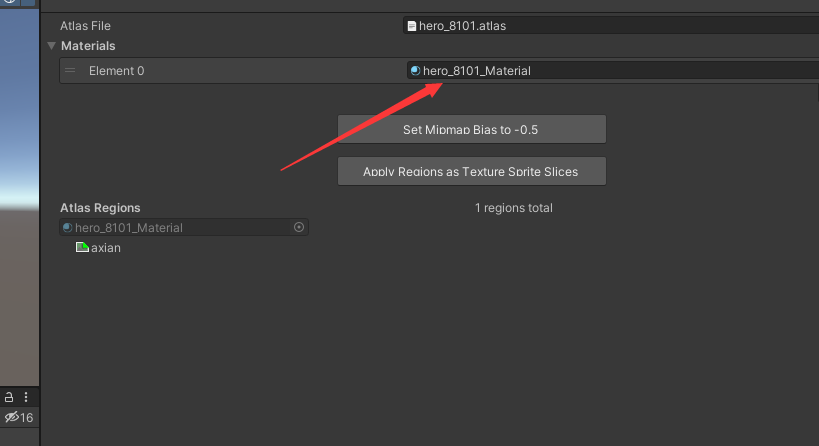 Atlas File hero_8101.atlas
Materials
Element 0 hero_8101_Material
Set Mipmap Bias to -0.5
Apply Regions as Texture Sprite Slices
Atlas Regions 1 regions total
hero_8101_Material
axian
16